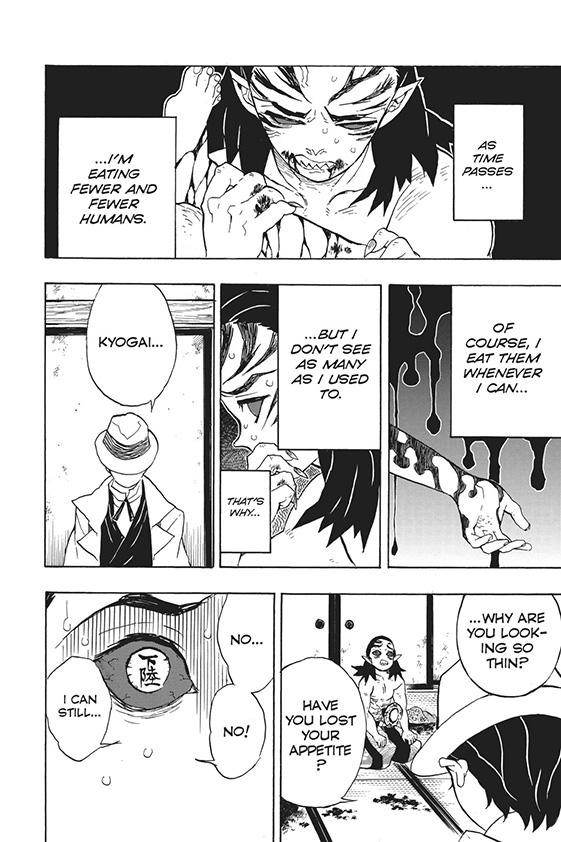 AS
TIME
PASSES
...
...I'M
EATING
FEWER AND
FEWER
HUMANS.
OF
COURSE, I
EAT THEM
WHENEVER
I CAN...
...BUT I
DON'T SEE
AS MANY
AS I USED
TO.
THAT'S
WHY...
KYOGAI...
...WHY ARE
YOU LOOK-
ING SO
THIN?
HAVE
YOU LOST
YOUR
APPETITE
?
NO...
NO!
I CAN
STILL...
下
陸